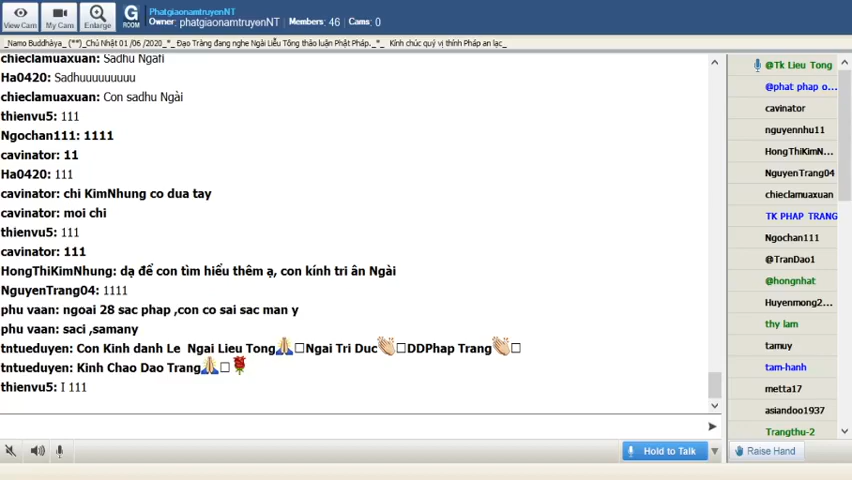 View Cam
My Cam
Enlarge
G
ROOM
PhatgiaonamtruyenNT
Owner: phatgiaonamtruyenNT | Members: 46 | Cams: 0
_Namo Buddhàya_ (**)_Chủ Nhật 01 /06 /2020_*_ Đạo Tràng đang nghe Ngài Liễu Tông thảo luận Phật Pháp._*_ Kính chúc quý vị thính Pháp an lạc_
chieclamuaxuan: Sadhu Ngãi
Ha0420: Sadhuuuuuuuuu
chieclamuaxuan: Con sadhu Ngài
thienvu5: 111
Ngochan111: 1111
cavinator: 11
Ha0420: 111
cavinator: chi KimNhung co dua tay
cavinator: moi chi
thienvu5: 111
cavinator: 111
HongThiKimNhung: dạ để con tìm hiểu thêm ạ, con kính tri ân Ngài
NguyenTrang04: 1111
phu vaan: ngoai 28 sac phap ,con co sai sac man y
phu vaan: saci ,samany
tntueduyen: Con Kinh danh Le Ngai Lieu Tong🙏□Ngai Tri Duc👏□DDPhap Trang👏□
tntueduyen: Kinh Chao Dao Trang🙏□🌹
thienvu5: I 111
@Tk Lieu Tong
@phat phap o...
cavinator
nguyennhu11
HongThiKimN...
NguyenTrang04
chieclamuaxuan
TK PHAP TRANG
Ngochan111
@TranDao1
@hongnhat
Huyenmong2...
thy lam
tamuy
tam-hanh
metta17
asiandoo1937
Trangthu-2
Hold to Talk
Raise Hand